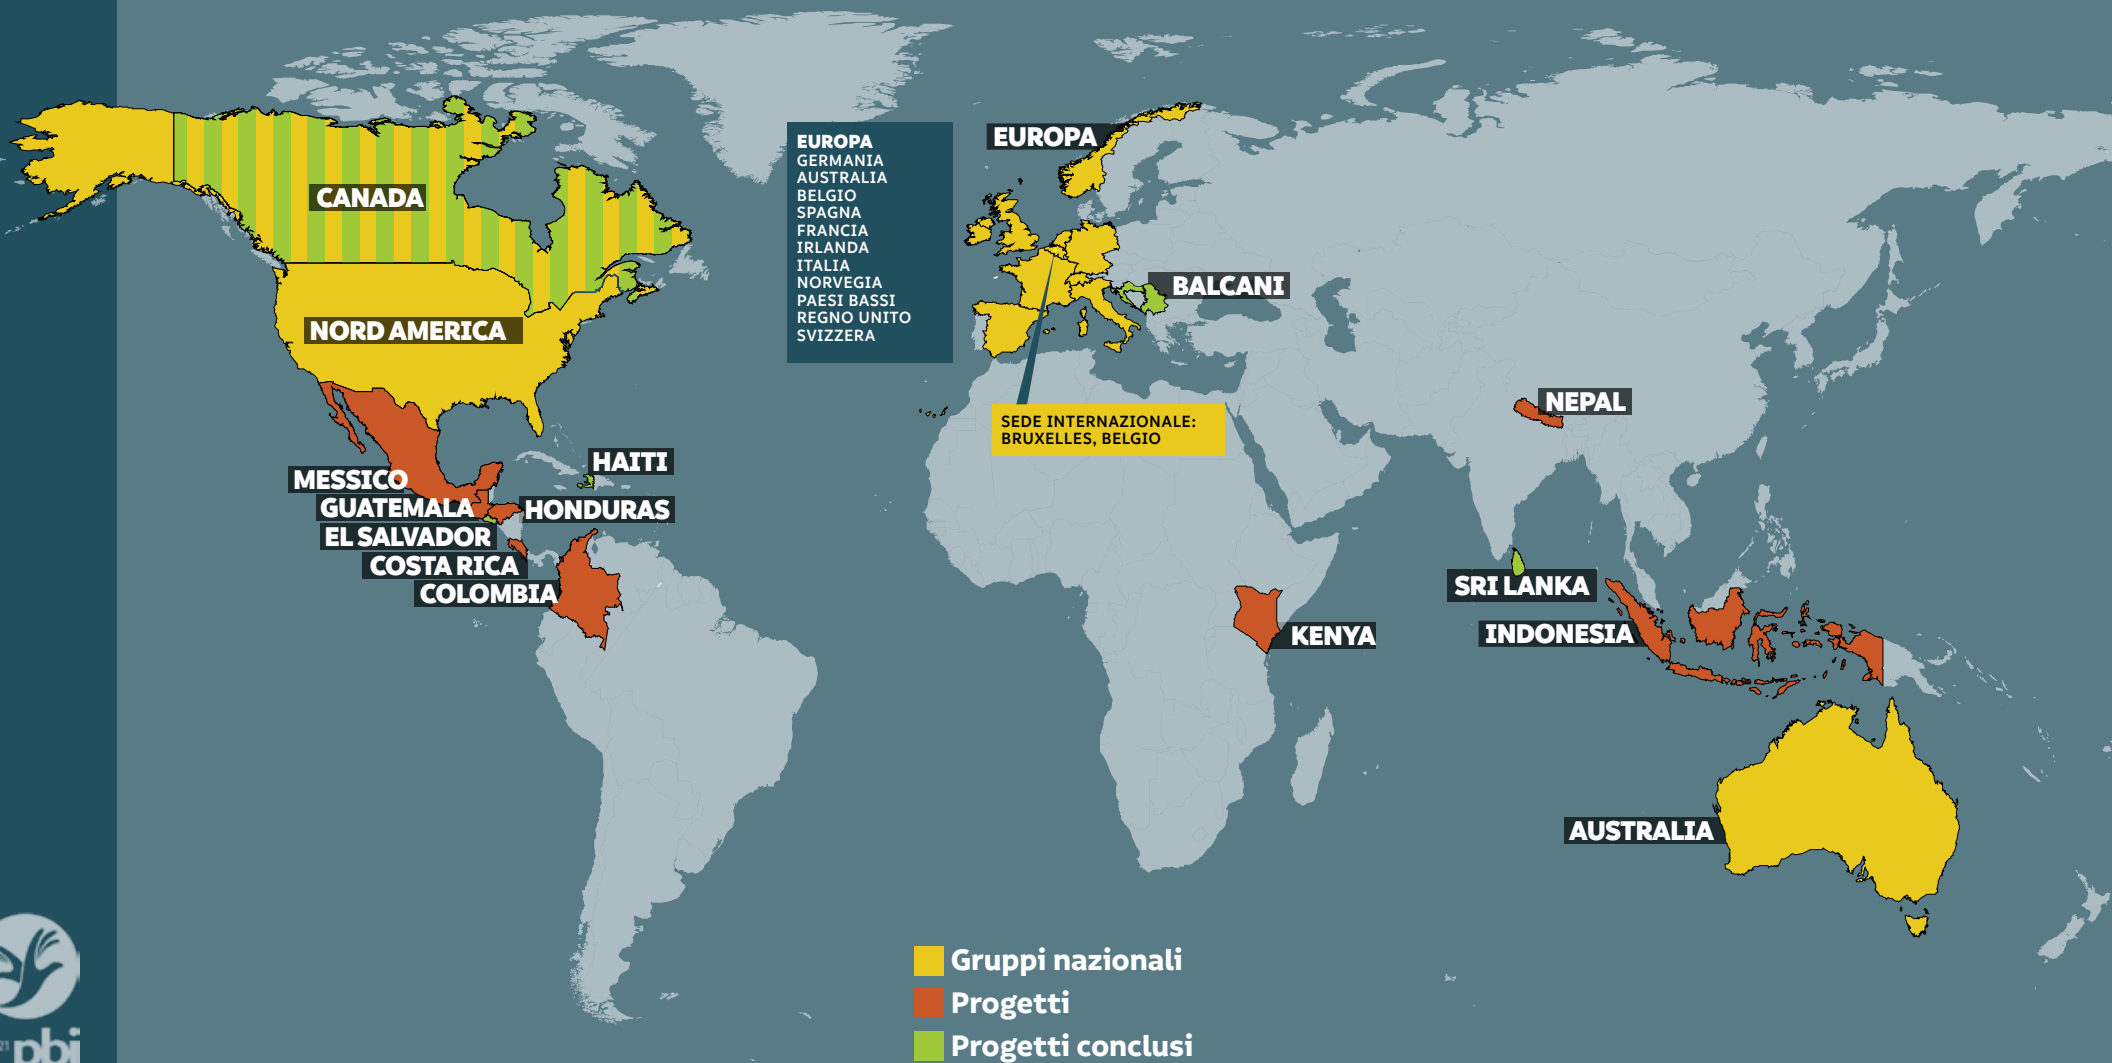 EUROPA
GERMANIA
AUSTRALIA
BELGIO
SPAGNA
FRANCIA
IRLANDA
ITALIA
NORVEGIA
PAESI BASSI
REGNO UNITO
SVIZZERA
EUROPA
CANADA
BALCANI
NORD AMERICA
NEPAL
SEDE INTERNAZIONALE:
BRUXELLES, BELGIO
HAITI
MESSICO
GUATEMALA
HONDURAS
EL SALVADOR
COSTA RICA
COLOMBIA
SRI LANKA
KENYA
INDONESIA
AUSTRALIA
Gruppi nazionali
Progetti
Progetti conclusi
pbi